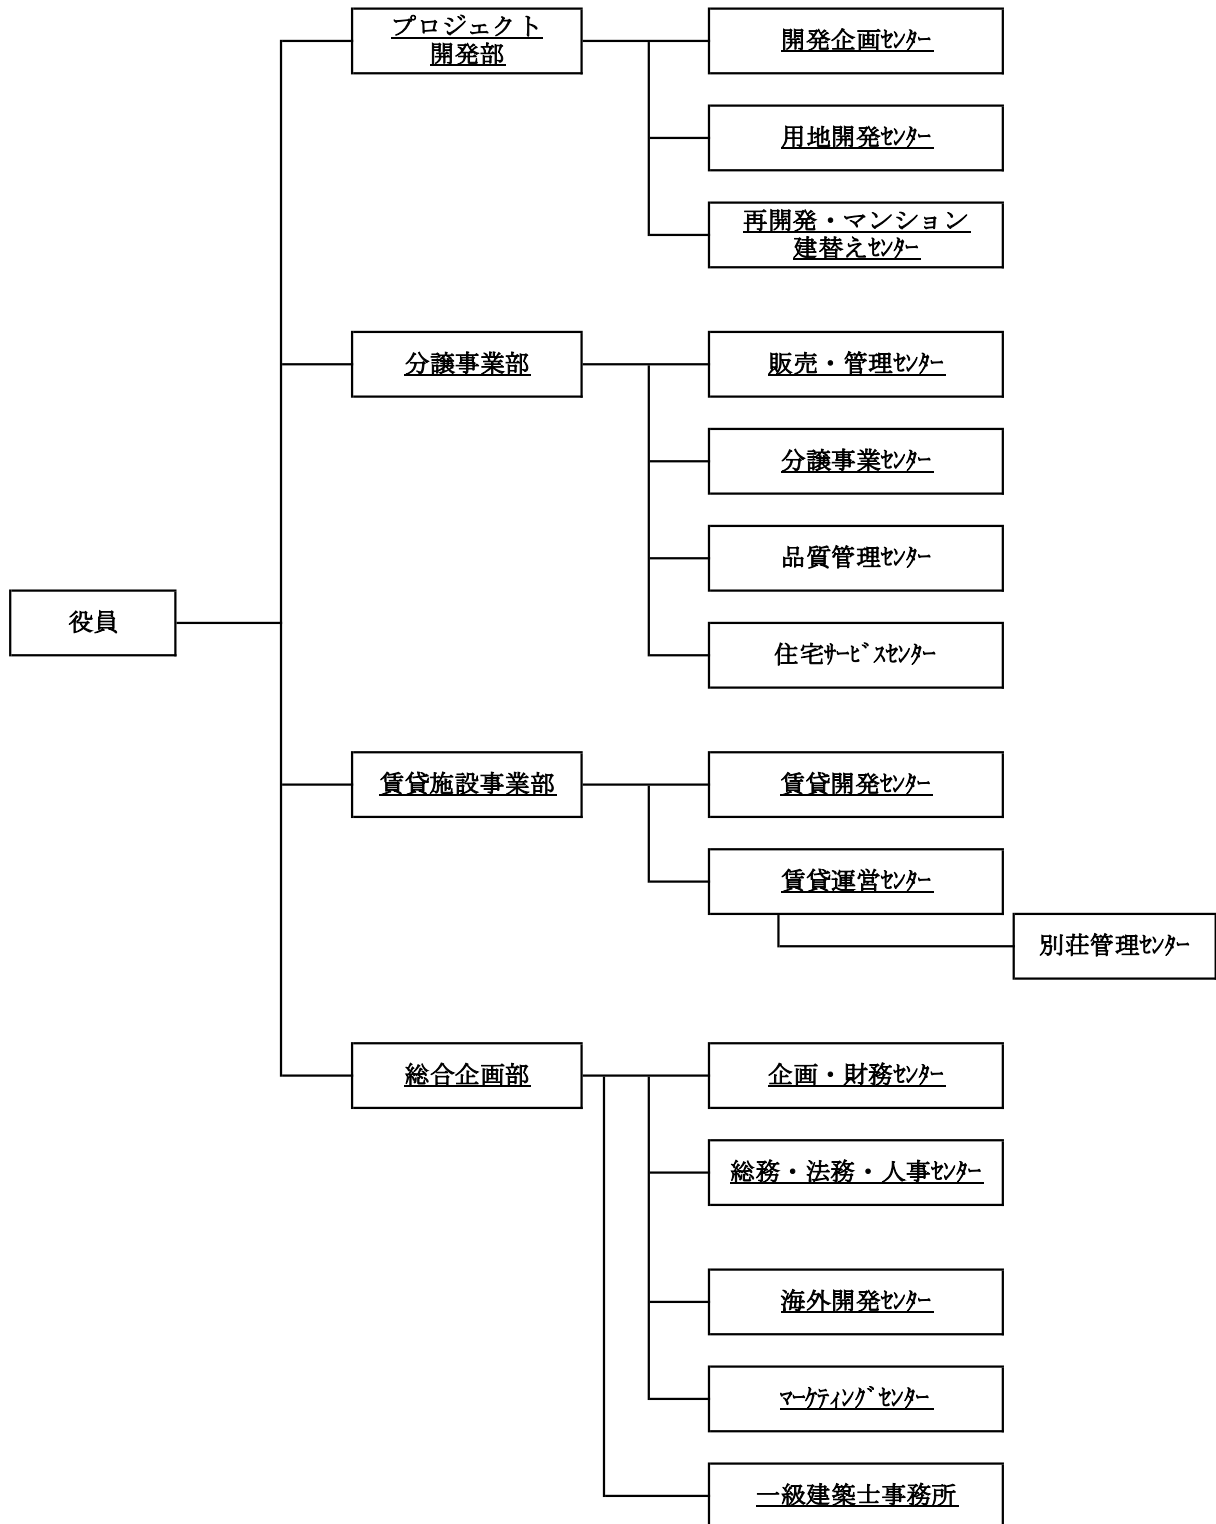 プロジェクト
開発部
開発企画ｾﾝﾀｰ
用地開発ｾﾝﾀｰ
再開発・マンション
建替えｾﾝﾀｰ
分譲事業部
販売・管理ｾﾝﾀｰ
分譲事業ｾﾝﾀｰ
品質管理ｾﾝﾀｰ
役員
住宅ｻｰﾋﾞｽｾﾝﾀｰ
賃貸施設事業部
賃貸開発ｾﾝﾀｰ
賃貸運営ｾﾝﾀｰ
別荘管理ｾﾝﾀｰ
総合企画部
企画・財務ｾﾝﾀｰ
総務・法務・人事ｾﾝﾀｰ
海外開発ｾﾝﾀｰ
ﾏｰｹﾃｨﾝｸﾞｾﾝﾀｰ
一級建築士事務所